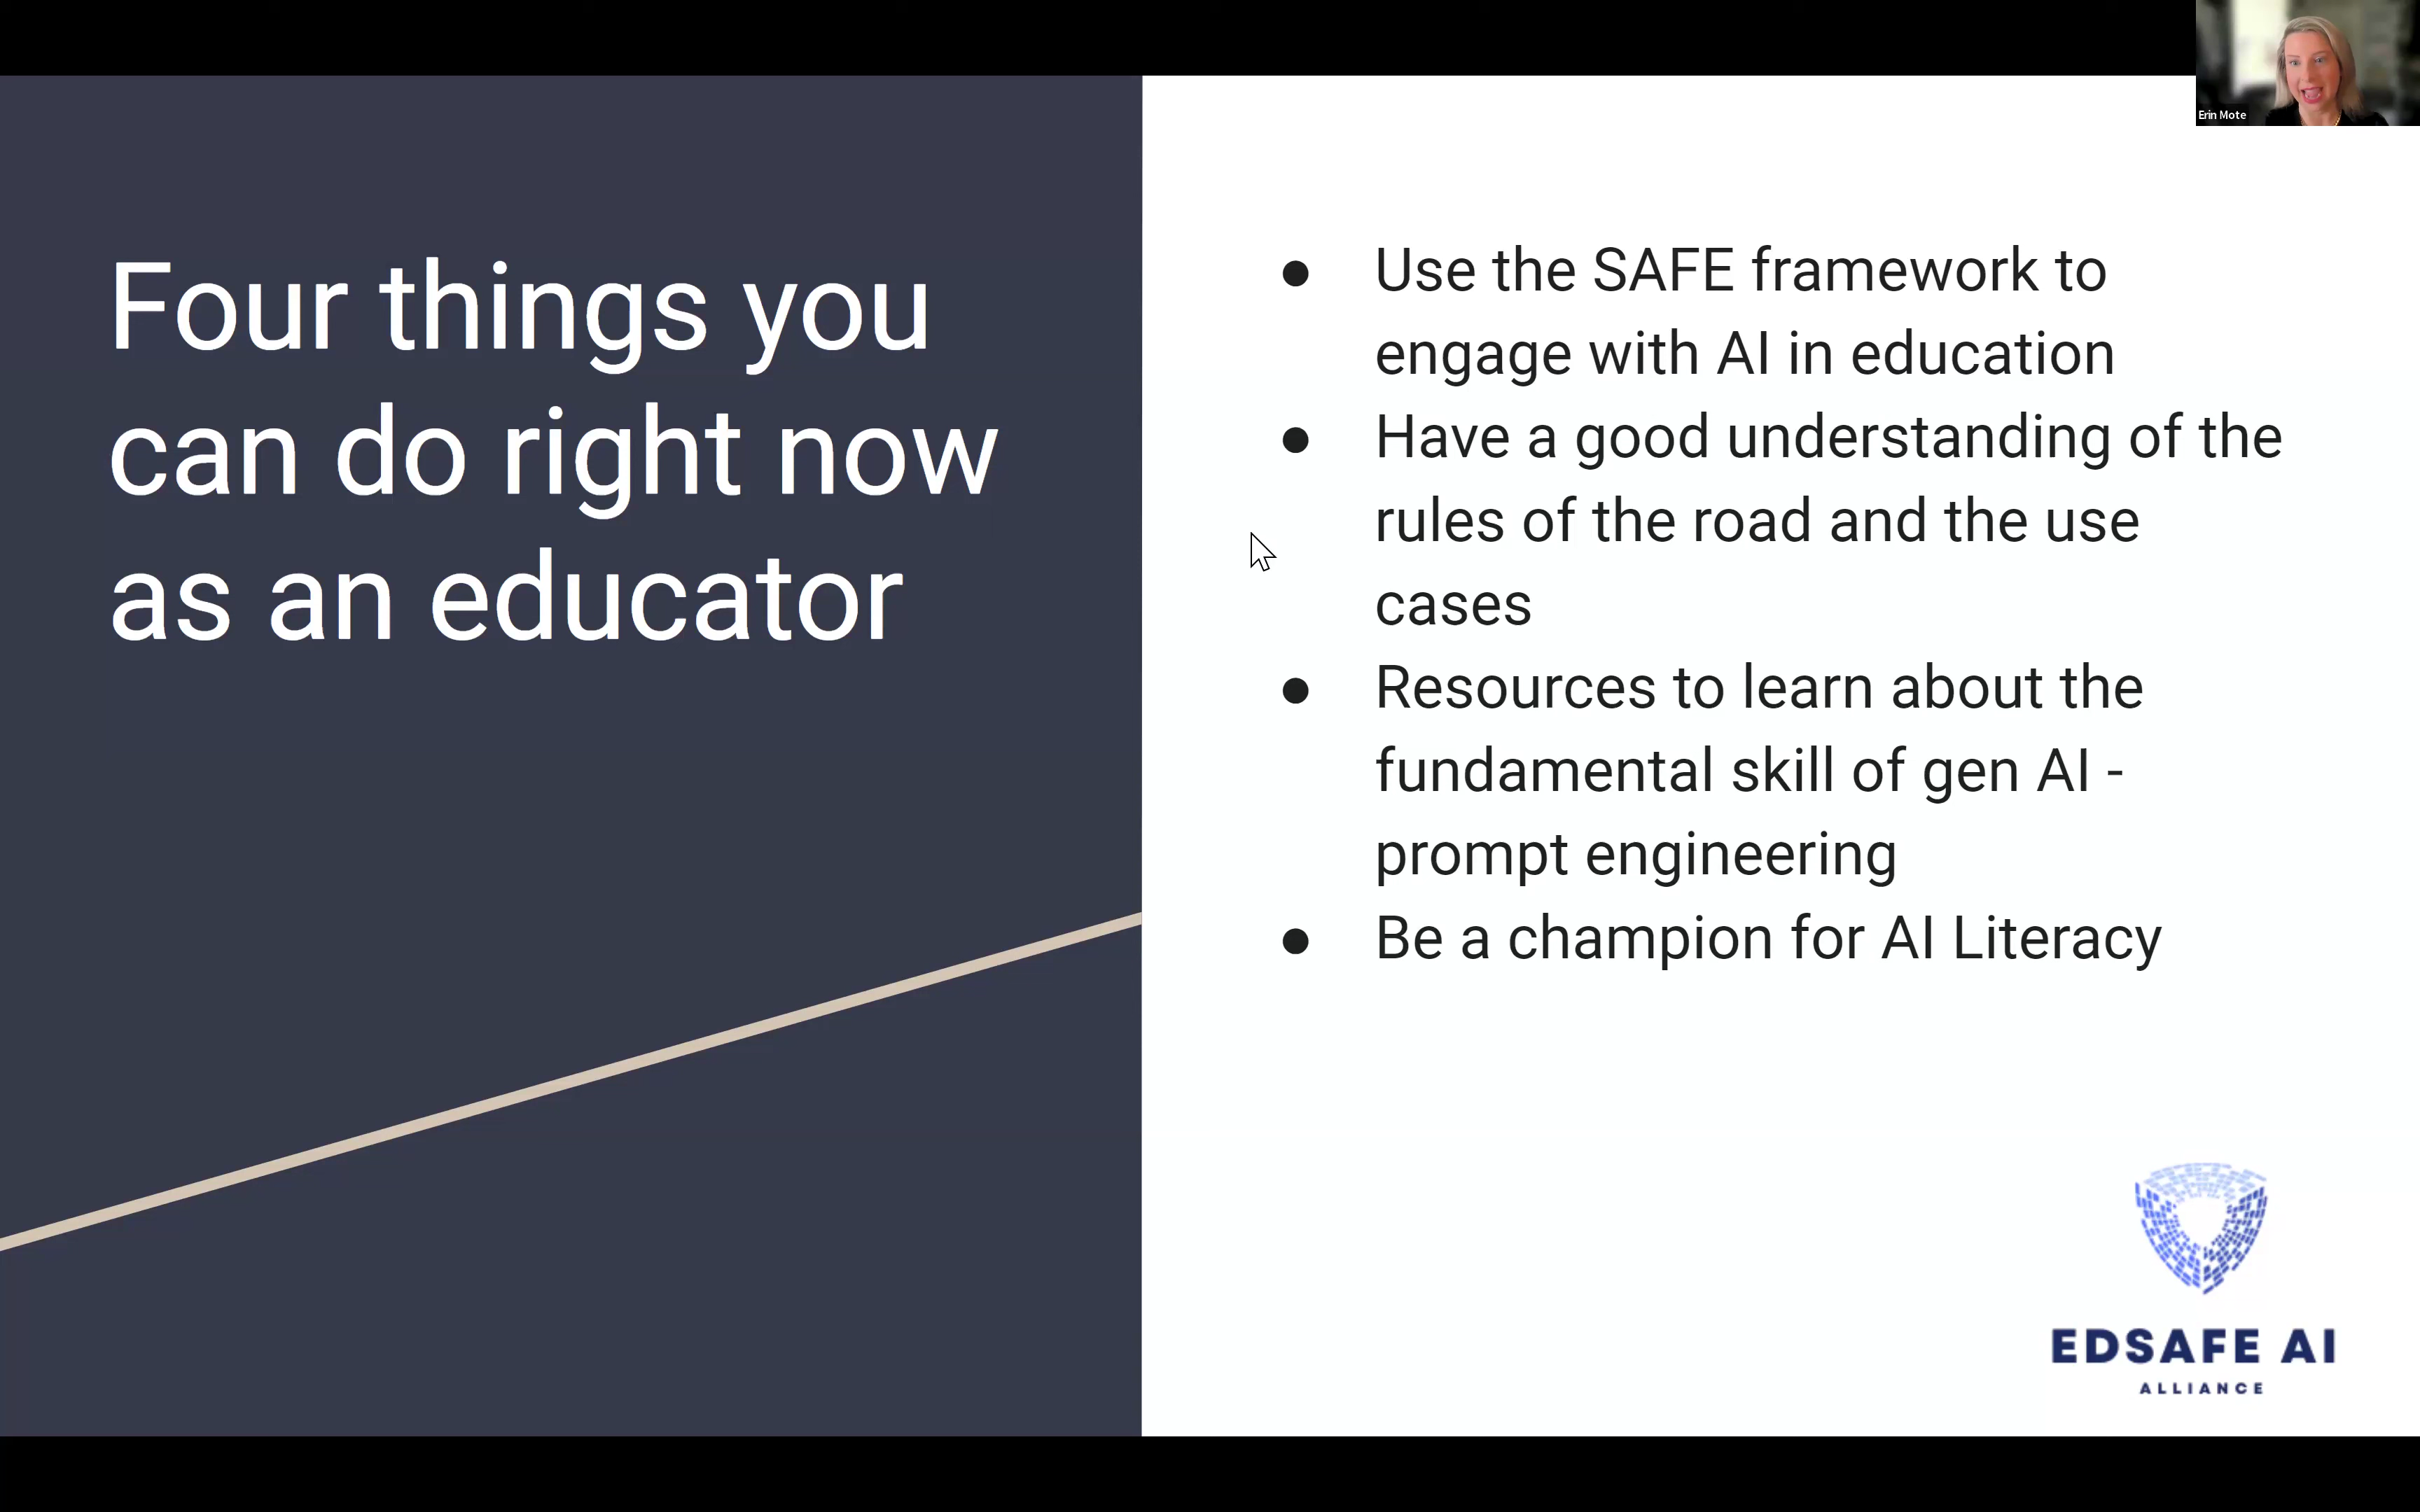 Erin Mote
Four things you
can do right now
as an educator
● Use the SAFE framework to
engage with AI in education
● Have a good understanding of the
rules of the road and the use
cases
● Resources to learn about the
fundamental skill of gen AI -
prompt engineering
● Be a champion for AI Literacy
EDSAFE AI
ALLIANCE